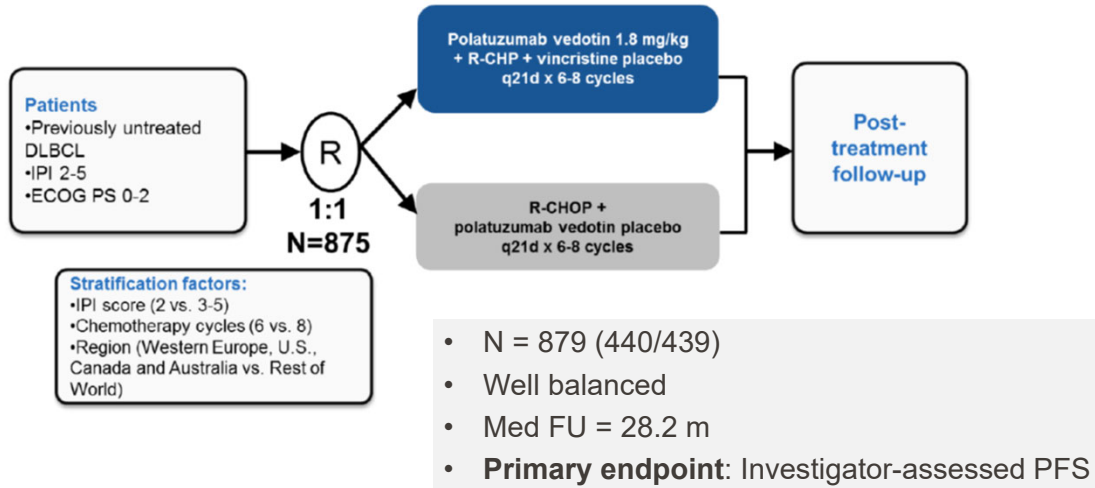 Patients
•Previously untreated
DLBCL
•IPI 2-5
•ECOG PS 0-2
R
1:1
N=875
Polatuzumab vedotin 1.8 mg/kg
+ R-CHP + vincristine placebo
q21d x 6-8 cycles
R-CHOP +
polatuzumab vedotin placebo
q21d x 6-8 cycles
Post-
treatment
follow-up
Stratification factors:
•IPI score (2 vs. 3-5)
•Chemotherapy cycles (6 vs. 8)
•Region (Western Europe, U.S.,
Canada and Australia vs. Rest of
World)
• N = 879 (440/439)
• Well balanced
• Med FU = 28.2 m
• Primary endpoint: Investigator-assessed PFS